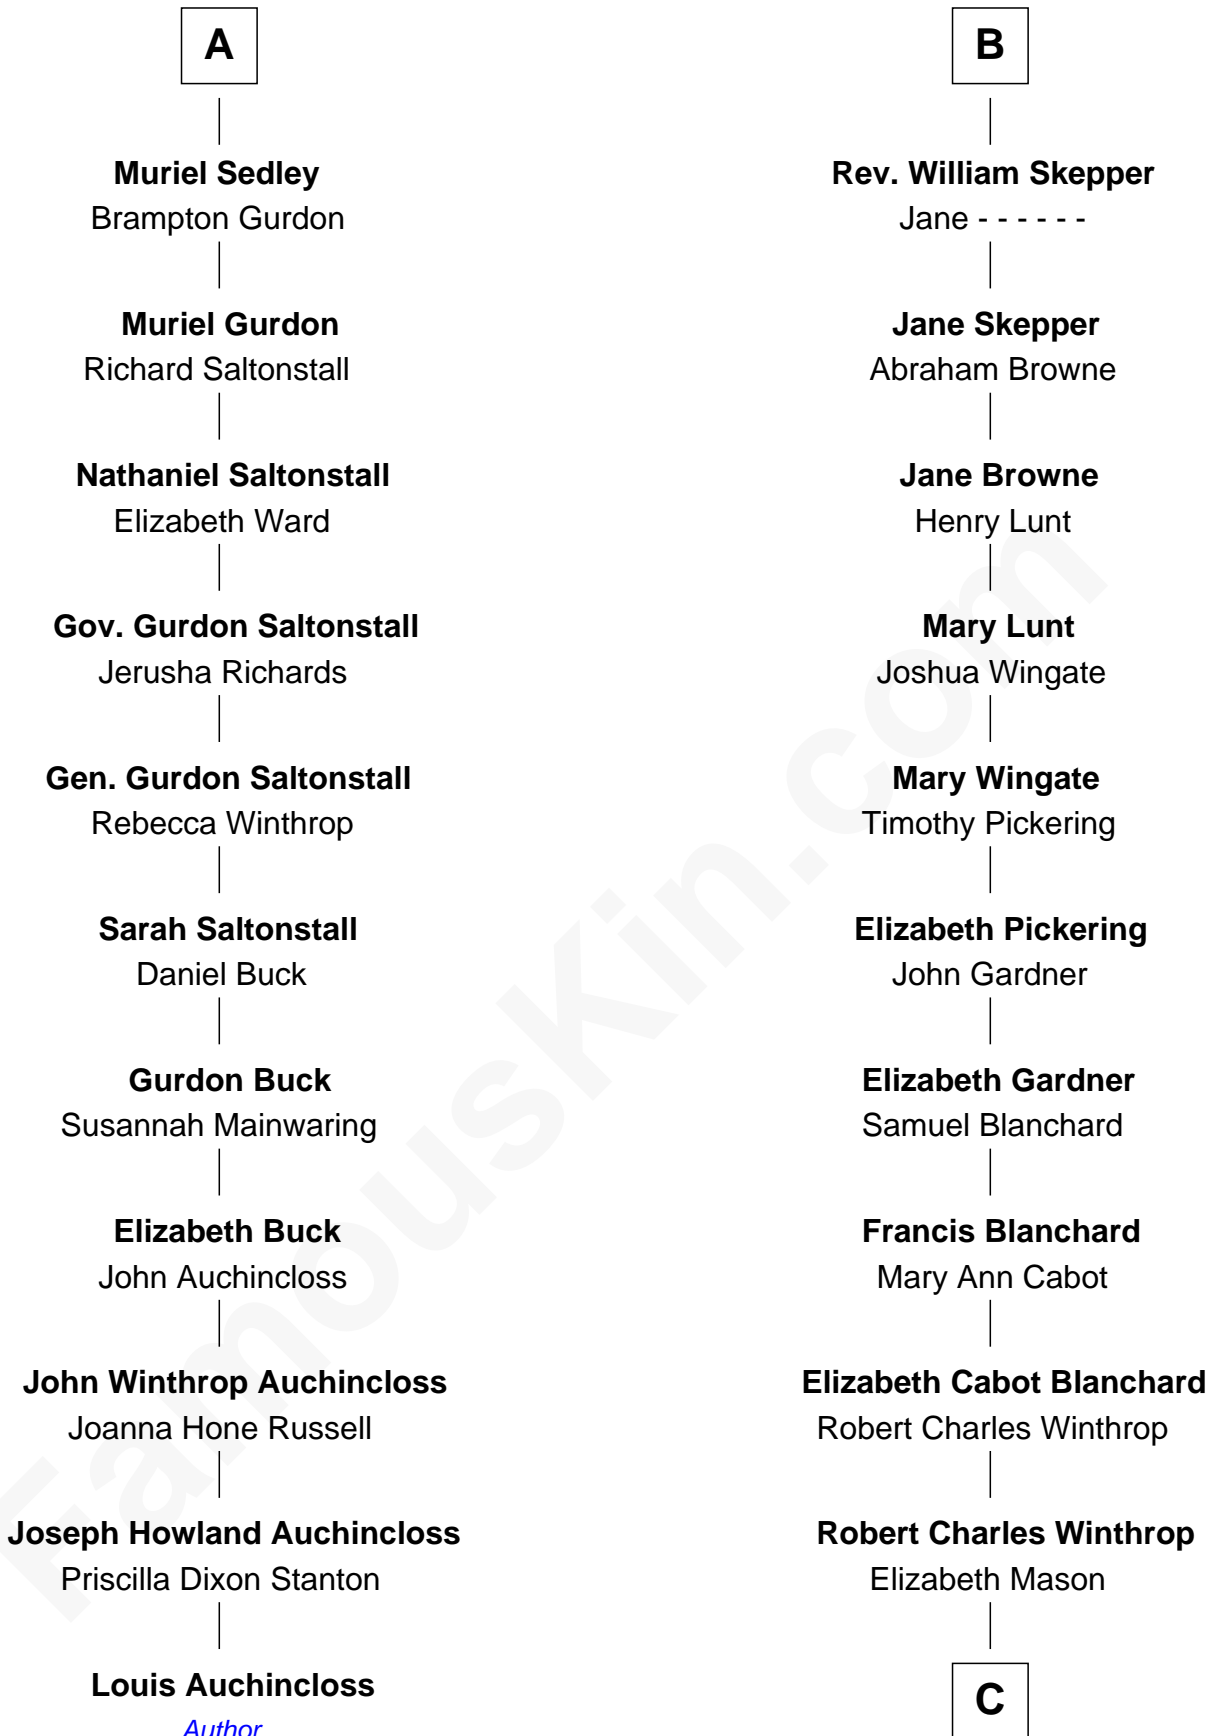 A
Muriel Sedley
Brampton Gurdon
Muriel Gurdon
Richard Saltonstall
Nathaniel Saltonstall
Elizabeth Ward
Gov. Gurdon Saltonstall
Jerusha Richards
Gen. Gurdon Saltonstall
Rebecca Winthrop
Sarah Saltonstall
Daniel Buck
Gurdon Buck
Susannah Mainwaring
Elizabeth Buck
John Auchincloss
John Winthrop Auchincloss
Joanna Hone Russell
Joseph Howland Auchincloss
Priscilla Dixon Stanton
Louis Auchincloss
Author
B
Rev. William Skepper
Jane - - - - - -
Jane Skepper
Abraham Browne
Jane Browne
Henry Lunt
Mary Lunt
Joshua Wingate
Mary Wingate
Timothy Pickering
Elizabeth Pickering
John Gardner
Elizabeth Gardner
Samuel Blanchard
Francis Blanchard
Mary Ann Cabot
Elizabeth Cabot Blanchard
Robert Charles Winthrop
Robert Charles Winthrop
Elizabeth Mason
C
FamousKin.com